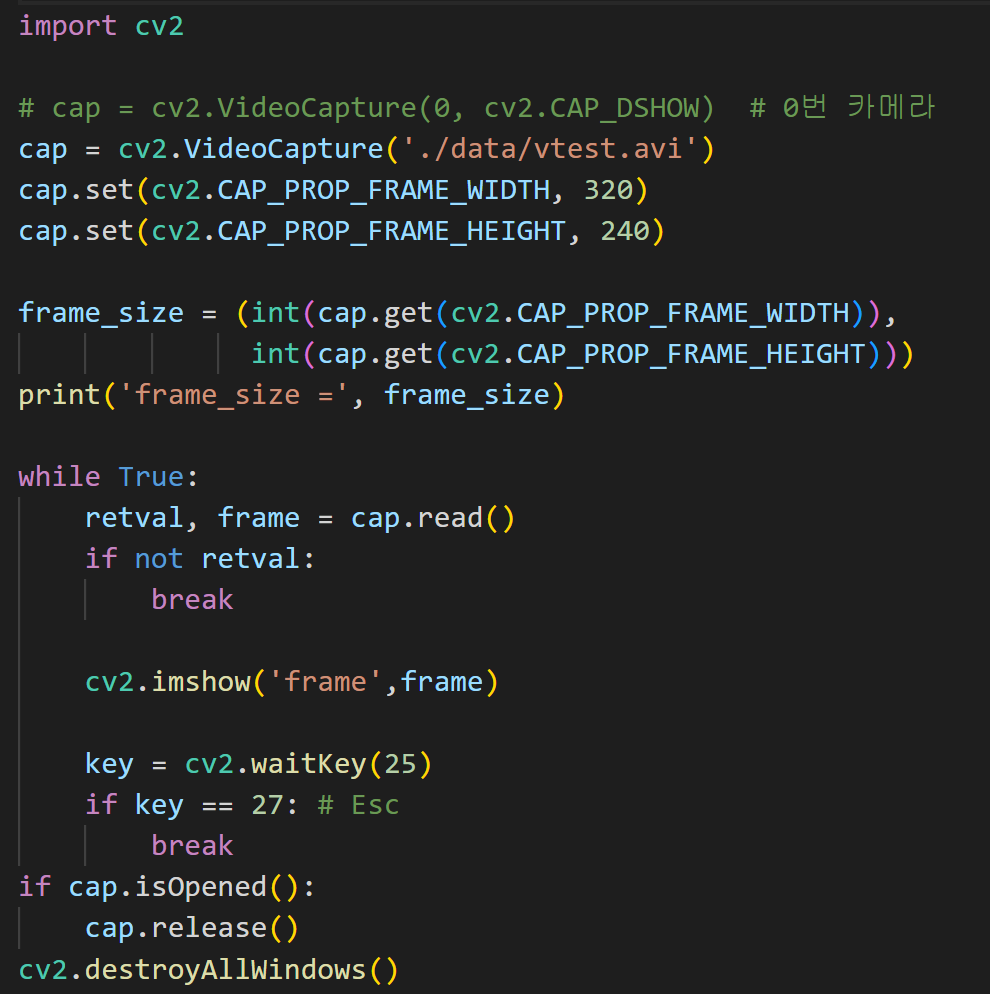 import cv2
# cap = cv2.VideoCapture(0, cv2.CAP_DSHOW)  # 0번 카메라
cap = cv2.VideoCapture('./data/vtest.avi')
cap.set(cv2.CAP_PROP_FRAME_WIDTH, 320)
cap.set(cv2.CAP_PROP_FRAME_HEIGHT, 240)
frame_size = (int(cap.get(cv2.CAP_PROP_FRAME_WIDTH)),
              int(cap.get(cv2.CAP_PROP_FRAME_HEIGHT)))
print('frame_size =', frame_size)
while True:
    retval, frame = cap.read()
    if not retval:
        break
    cv2.imshow('frame',frame)
    key = cv2.waitKey(25)
    if key == 27: # Esc
        break
if cap.isOpened():
    cap.release()
cv2.destroyAllWindows()